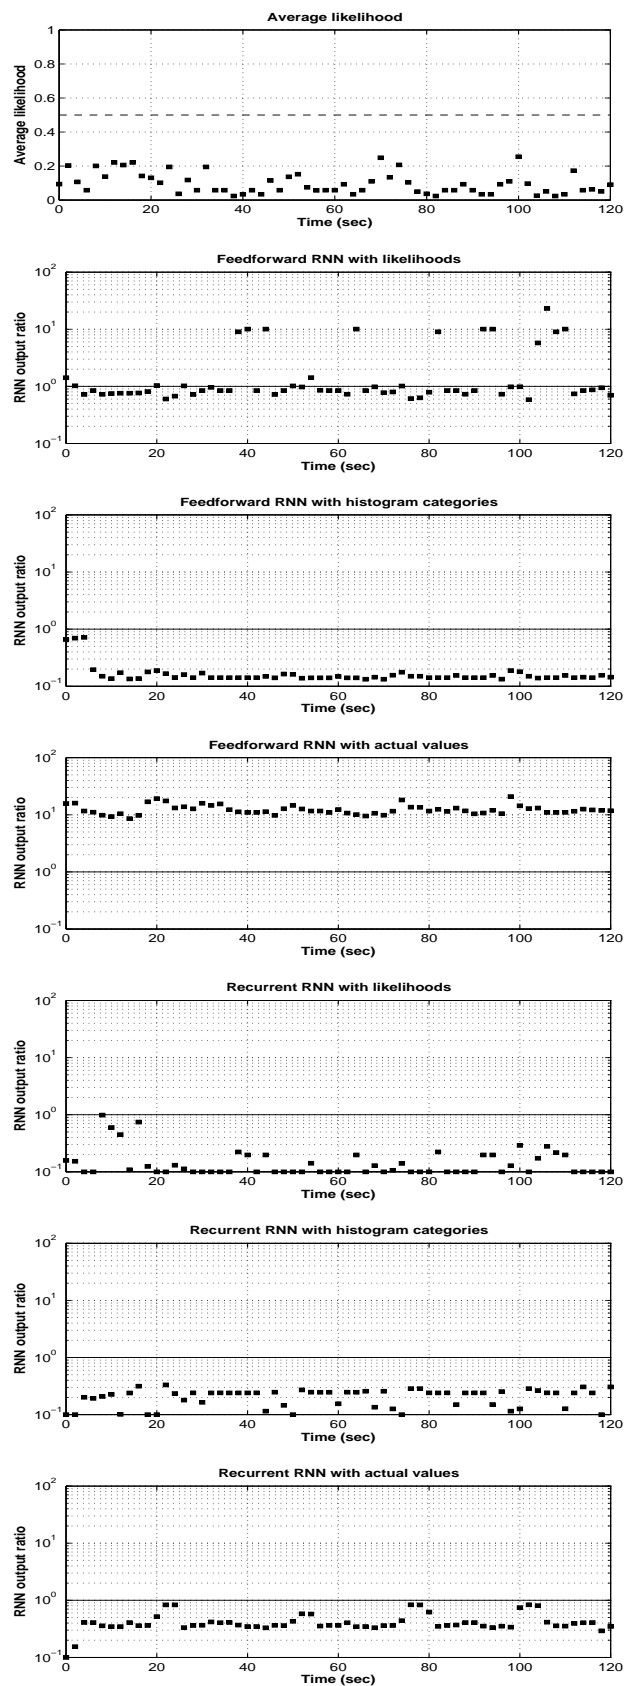 Average likelihood
1
0.8
0.6
0.4
0.2
0
Average likelihood
0 20 40 60 80 100 120
Time (sec)
Feedforward RNN with likelihoods
10^2
10^1
10^0
10^-1
RNN output ratio
0 20 40 60 80 100 120
Time (sec)
Feedforward RNN with histogram categories
10^2
10^1
10^0
10^-1
RNN output ratio
0 20 40 60 80 100 120
Time (sec)
Feedforward RNN with actual values
10^2
10^1
10^0
10^-1
RNN output ratio
0 20 40 60 80 100 120
Time (sec)
Recurrent RNN with likelihoods
10^2
10^1
10^0
10^-1
RNN output ratio
0 20 40 60 80 100 120
Time (sec)
Recurrent RNN with histogram categories
10^2
10^1
10^0
10^-1
RNN output ratio
0 20 40 60 80 100 120
Time (sec)
Recurrent RNN with actual values
10^2
10^1
10^0
10^-1
RNN output ratio
0 20 40 60 80 100 120
Time (sec)